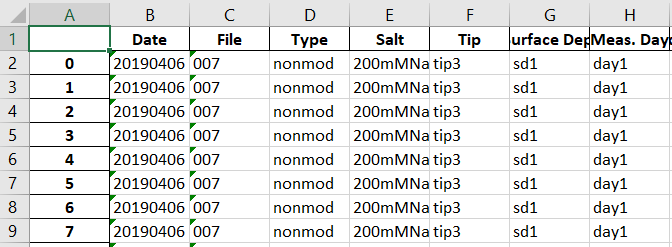 A B C D E F G H
1 Date File Type Salt Tip urface Dep Meas. Day
2 0 20190406 007 nonmod 200mMNa tip3 sd1 day1
3 1 20190406 007 nonmod 200mMNa tip3 sd1 day1
4 2 20190406 007 nonmod 200mMNa tip3 sd1 day1
5 3 20190406 007 nonmod 200mMNa tip3 sd1 day1
6 4 20190406 007 nonmod 200mMNa tip3 sd1 day1
7 5 20190406 007 nonmod 200mMNa tip3 sd1 day1
8 6 20190406 007 nonmod 200mMNa tip3 sd1 day1
9 7 20190406 007 nonmod 200mMNa tip3 sd1 day1